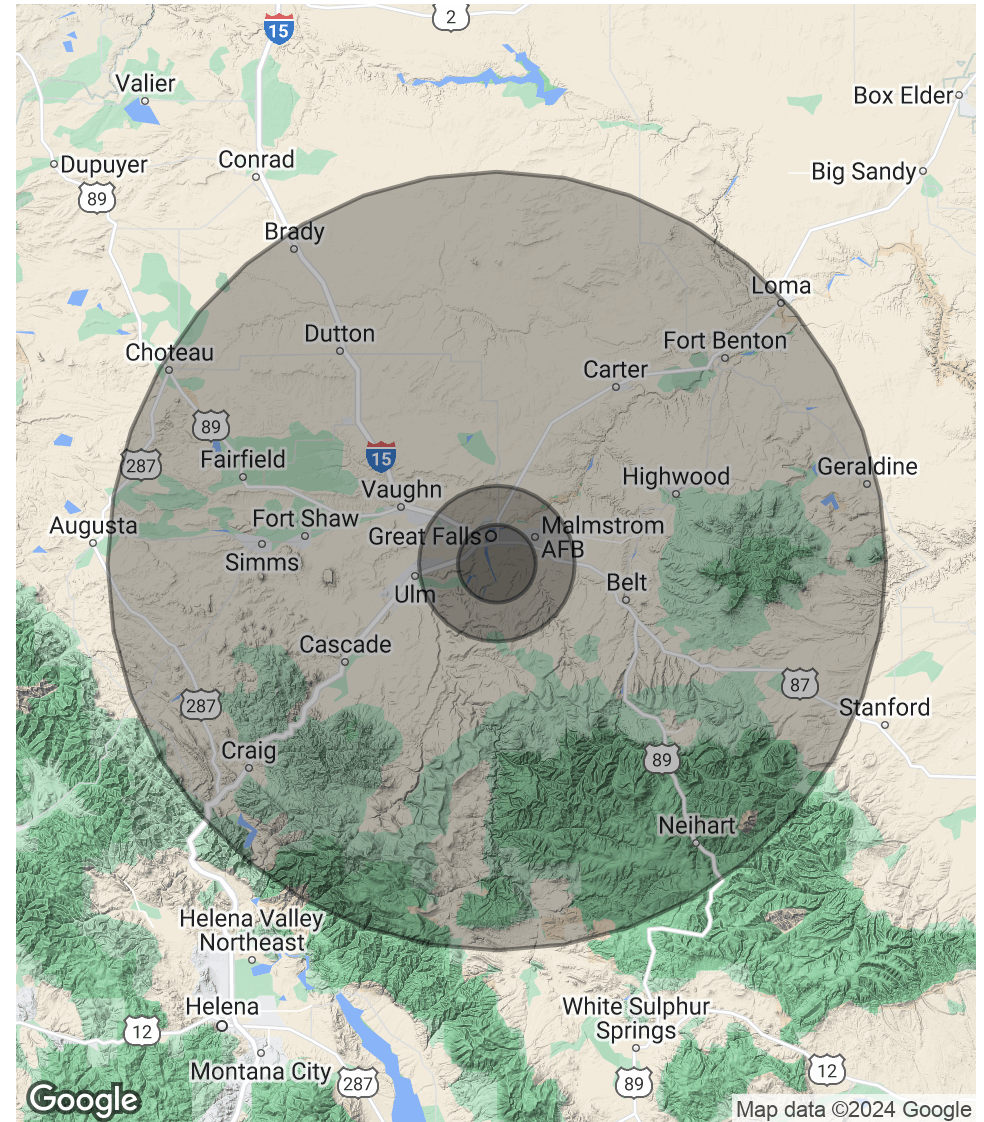 2
15
Valier
Box Elder
Dupuyer
Conrad
Big Sandy
89
Brady
Loma
Dutton
Fort Benton
Choteau
Carter
89
287
Fairfield
15
Geraldine
Highwood
Vaughn
Augusta
Fort Shaw
Great Falls
Malmstrom
AFB
Simms
Ulm
Belt
Cascade
87
287
Stanford
Craig
89
Neihart
Helena Valley
Northeast
Helena
White Sulphur
Springs
12
12
Montana City
287
89
Google
Map data ©2024 Google